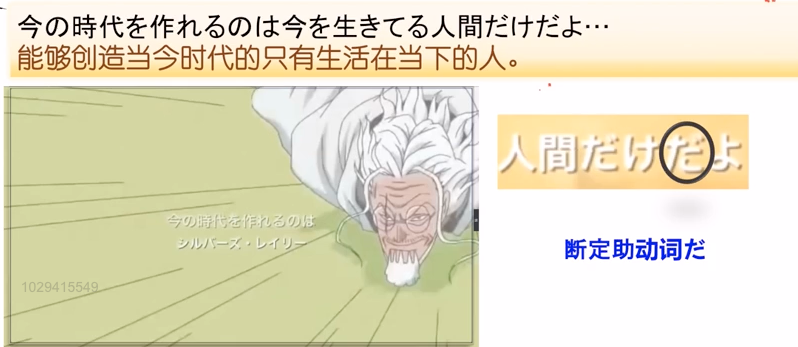 今の時代を作れるのは今を生きてる人間だけだよ…
能够创造当今时代的只有生活在当下的人。
人間だけだよ
今の時代を作れるのは
シルバーズ・レイリー
断定助动词だ
1029415549